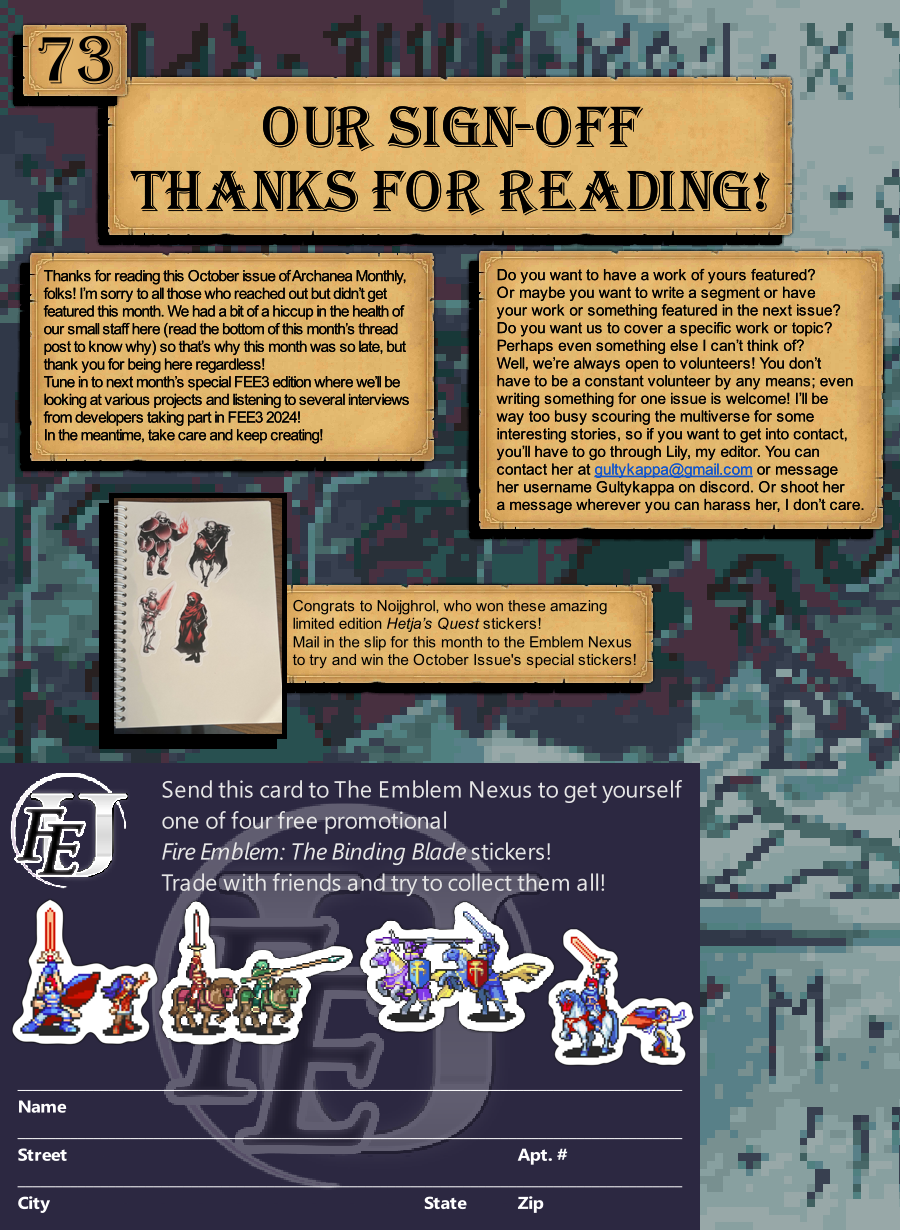 73
OUR SIGN-OFF
THANKS FOR READING!
Thanks for reading this October issue of Archanea Monthly,
folks! I'm sorry to all those who reached out but didn't get
featured this month. We had a bit of a hiccup in the health of
our small staff here (read the bottom of this month's thread
post to know why) so that's why this month was so late, but
thank you for being here regardless!
Tune in to next month's special FEE3 edition where we'll be
looking at various projects and listening to several interviews
from developers taking part in FEE3 2024!
In the meantime, take care and keep creating!
Do you want to have a work of yours featured?
Or maybe you want to write a segment or have
your work or something featured in the next issue?
Do you want us to cover a specific work or topic?
Perhaps even something else I can't think of?
Well, we're always open to volunteers! You don't
have to be a constant volunteer by any means; even
writing something for one issue is welcome! I'll be
way too busy scouring the multiverse for some
interesting stories, so if you want to get into contact,
you'll have to go through Lily, my editor. You can
contact her at gultykappa@gmail.com or message
her username Gultykappa on discord. Or shoot her
a message wherever you can harass her, I don't care.
Congrats to Noijghrol, who won these amazing
limited edition Hetja's Quest stickers!
Mail in the slip for this month to the Emblem Nexus
to try and win the October Issue's special stickers!
FEU
Send this card to The Emblem Nexus to get yourself
one of four free promotional
Fire Emblem: The Binding Blade stickers!
Trade with friends and try to collect them all!
FEU
Name
Street Apt. #
City State Zip